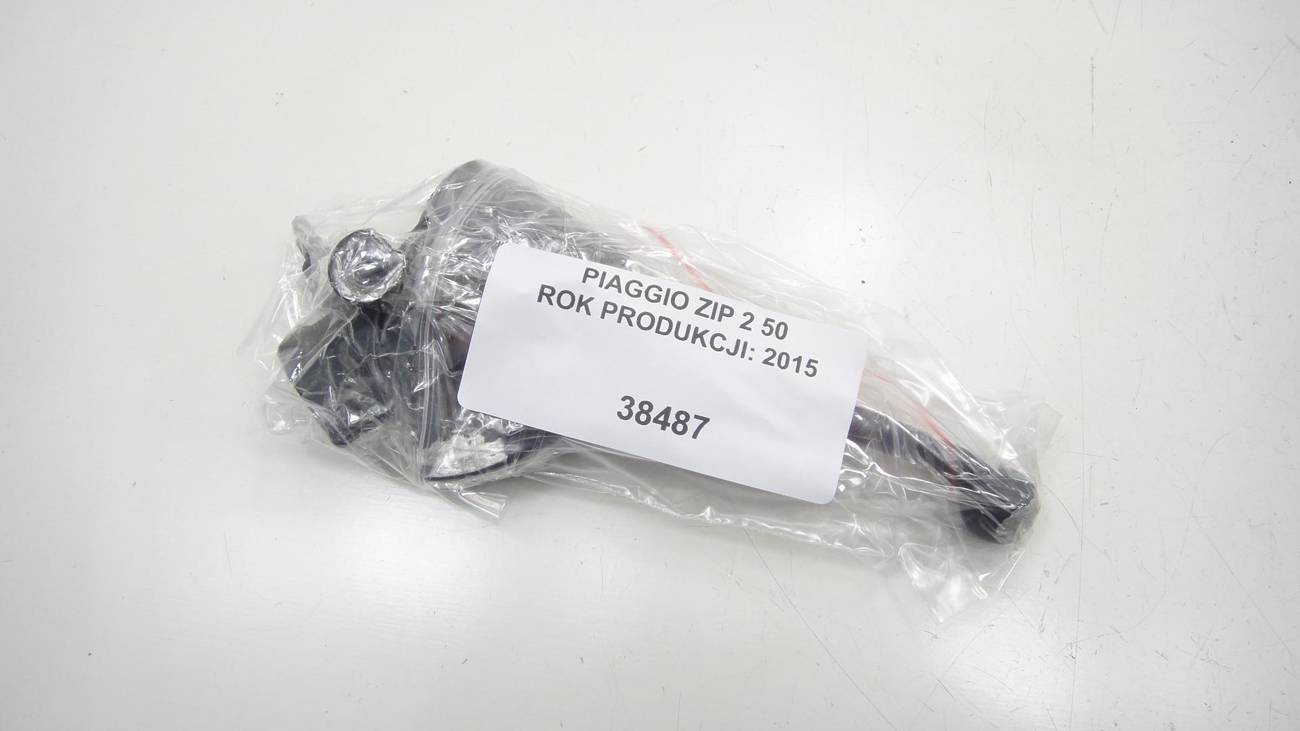 PIAGGIO ZIP 2 50
ROK PRODUKCJI: 2015
38487